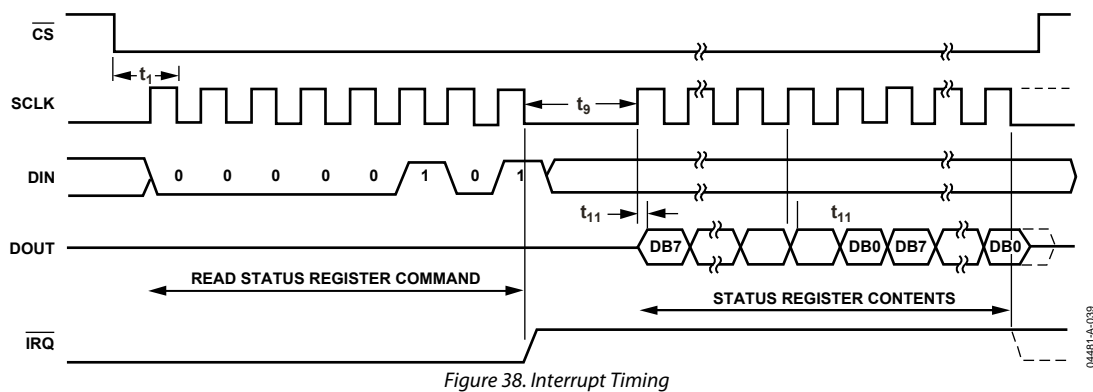 CS
t1
SCLK
t9
DIN
0 0 0 0 0 1 0 1
t11
t11
DOUT
DB7
DB0
DB7
DB0
READ STATUS REGISTER COMMAND
STATUS REGISTER CONTENTS
IRQ
04481-A-039
Figure 38. Interrupt Timing